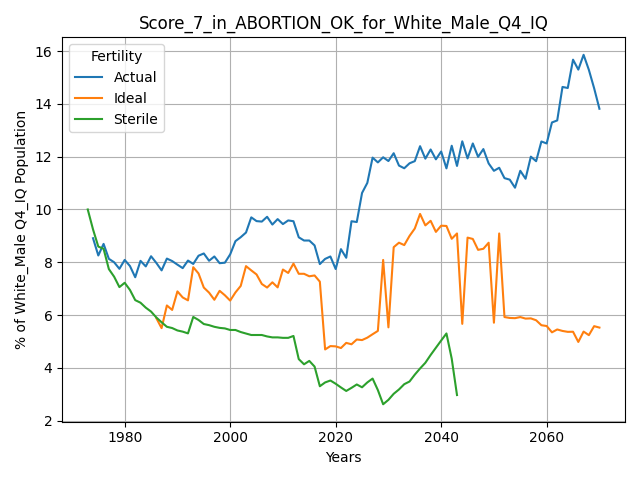 Score_7_in_ABORTION_OK_for_White_Male_Q4_IQ
Fertility
Actual
Ideal
Sterile
% of White_Male Q4_IQ Population
16
14
12
10
8
6
4
2
1980
2000
2020
2040
2060
Years